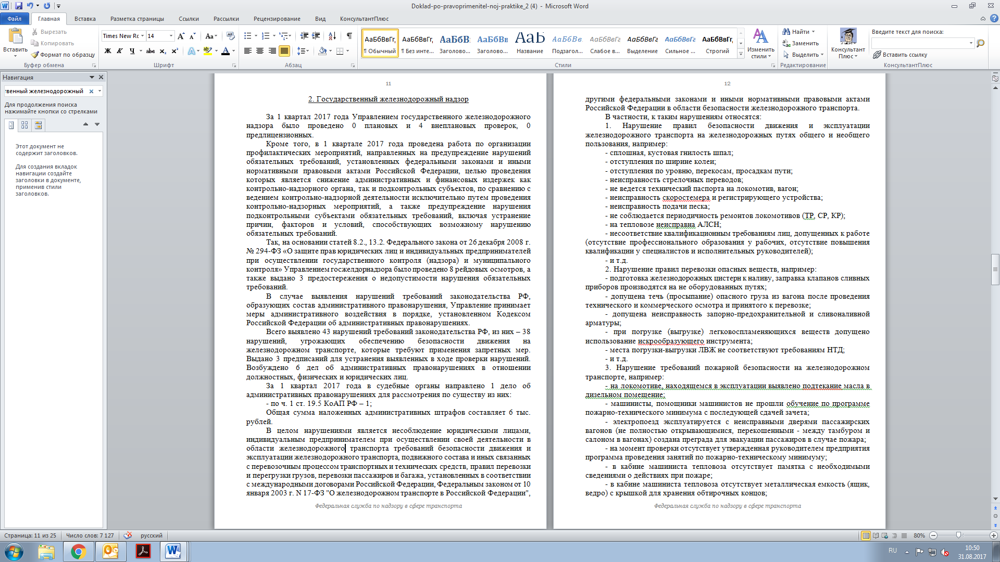 Doklad-po-pravoprimenitel-noj-praktike_2 (4) - Microsoft Word
Файл Главная Вставка Разметка страницы Ссылки Рассылки Рецензирование Вид КонсультантПлюс
Вставить
Вырезать
Копировать
Формат по образцу
Буфер обмена
Times New Rc 14
Ж К Ч abc x₂ x²
Шрифт
Абзац
АаБбВвГг, АаБбВвГг, АаБбВ АаБбВв АаБ АаБбВв. АаБбВвГг АаБбВвГг АаБбВвГг АаБбВвГг,
¶ Обычный ¶ Без инте... Заголово... Заголово... Название Подзагол... Слабое в... Выделение Сильное ... Строгий
Стили
Изменить стили
Найти
Заменить
Выделить
Редактирование
Консультант Плюс
Введите текст для поиска:
Вставить ссылку
КонсультантПлюс
Навигация
твенный железнодорожный
Для продолжения поиска
нажимайте кнопки со стрелками
Этот документ не
содержит заголовков.
Для создания вкладок
навигации создайте
заголовки в документе,
применив стили
заголовков.
11
2. Государственный железнодорожный надзор
За 1 квартал 2017 года Управлением государственного железнодорожного
надзора было проведено 0 плановых и 4 внеплановых проверок, 0
предлицензионных.
Кроме того, в 1 квартале 2017 года проведена работа по организации
профилактических мероприятий, направленных на предупреждение нарушений
обязательных требований, установленных федеральными законами и иными
нормативными правовыми актами Российской Федерации, целью проведения
которых является снижение административных и финансовых издержек как
контрольно-надзорного органа, так и подконтрольных субъектов, по сравнению с
ведением контрольно-надзорной деятельности исключительно путем проведения
контрольно-надзорных мероприятий, а также предупреждение нарушения
подконтрольными субъектами обязательных требований, включая устранение
причин, факторов и условий, способствующих возможному нарушению
обязательных требований.
Так, на основании статей 8.2., 13.2. Федерального закона от 26 декабря 2008 г.
№ 294-ФЗ «О защите прав юридических лиц и индивидуальных предпринимателей
при осуществлении государственного контроля (надзора) и муниципального
контроля» Управлением госжелдорнадзора было проведено 8 рейдовых осмотров, а
также выдано 3 предостережения о недопустимости нарушения обязательных
требований.
В случае выявления нарушений требований законодательства РФ,
образующих состав административного правонарушения, Управление принимает
меры административного воздействия в порядке, установленном Кодексом
Российской Федерации об административных правонарушениях.
Всего выявлено 43 нарушений требований законодательства РФ, из них – 38
нарушений, угрожающих обеспечению безопасности движения на
железнодорожном транспорте, которые требуют применения запретных мер.
Выдано 3 предписаний для устранения выявленных в ходе проверки нарушений.
Возбуждено 6 дел об административных правонарушениях в отношении
должностных, физических и юридических лиц.
За 1 квартал 2017 года в судебные органы направлено 1 дело об
административных правонарушениях для рассмотрения по существу из них:
- по ч. 1 ст. 19.5 КоАП РФ – 1;
Общая сумма наложенных административных штрафов составляет 6 тыс.
рублей.
В целом нарушениями является несоблюдение юридическими лицами,
индивидуальным предпринимателем при осуществлении своей деятельности в
области железнодорожного транспорта требований безопасности движения и
эксплуатации железнодорожного транспорта, подвижного состава и иных связанных
с перевозочным процессом транспортных и технических средств, правил перевозки
и перегрузки грузов, перевозки пассажиров и багажа, установленных в соответствии
с международными договорами Российской Федерации, Федеральным законом от 10
января 2003 г. N 17-ФЗ "О железнодорожном транспорте в Российской Федерации",
Федеральная служба по надзору в сфере транспорта
12
другими федеральными законами и иными нормативными правовыми актами
Российской Федерации в области безопасности железнодорожного транспорта.
В частности, к таким нарушениям относятся:
1. Нарушение правил безопасности движения и эксплуатации
железнодорожного транспорта на железнодорожных путях общего и необщего
пользования, например:
- сплошная, кустовая гнилость шпал;
- отступления по ширине колеи;
- отступления по уровню, перекосам, просадкам пути;
- неисправность стрелочных переводов;
- не ведется технический паспорта на локомотив, вагон;
- неисправность скоростемера и регистрирующего устройства;
- неисправность подачи песка;
- не соблюдается периодичность ремонтов локомотивов (ТР, СР, КР);
- на тепловозе неисправна АЛСН;
- несоответствие квалификационным требованиям лиц, допущенных к работе
(отсутствие профессионального образования у рабочих, отсутствие повышения
квалификации у специалистов и исполнительных руководителей);
- и т.д.
2. Нарушение правил перевозки опасных веществ, например:
- подготовка железнодорожных цистерн к наливу, заправка клапанов сливных
приборов производятся на не оборудованных путях;
- допущена течь (просыпание) опасного груза из вагона после проведения
технического и коммерческого осмотра и принятого к перевозке;
- допущена неисправность запорно-предохранительной и сливоналивной
арматуры;
- при погрузке (выгрузке) легковоспламеняющихся веществ допущено
использование искрообразующего инструмента;
- места погрузки-выгрузки ЛВЖ не соответствуют требованиям НТД;
- и т.д.
3. Нарушение требований пожарной безопасности на железнодорожном
транспорте, например:
- на локомотиве, находящемся в эксплуатации выявлено подтекание масла в
дизельном помещение;
- машинисты, помощники машинистов не прошли обучение по программе
пожарно-технического минимума с последующей сдачей зачета;
- электропоезд эксплуатируется с неисправными дверями пассажирских
вагонов (не полностью открывающимися, перекошенными - между тамбуром и
салоном в вагонах) создана преграда для эвакуации пассажиров в случае пожара;
- на момент проверки отсутствует утвержденная руководителем предприятия
программа проведения занятий по пожарно-техническому минимуму;
- в кабине машиниста тепловоза отсутствует памятка с необходимыми
сведениями о действиях при пожаре;
- в кабине машиниста тепловоза отсутствует металлическая емкость (ящик,
ведро) с крышкой для хранения обтирочных концов;
Федеральная служба по надзору в сфере транспорта
Страница: 11 из 25 Число слов: 7 127 русский 80%
RU 10:50
31.08.2017